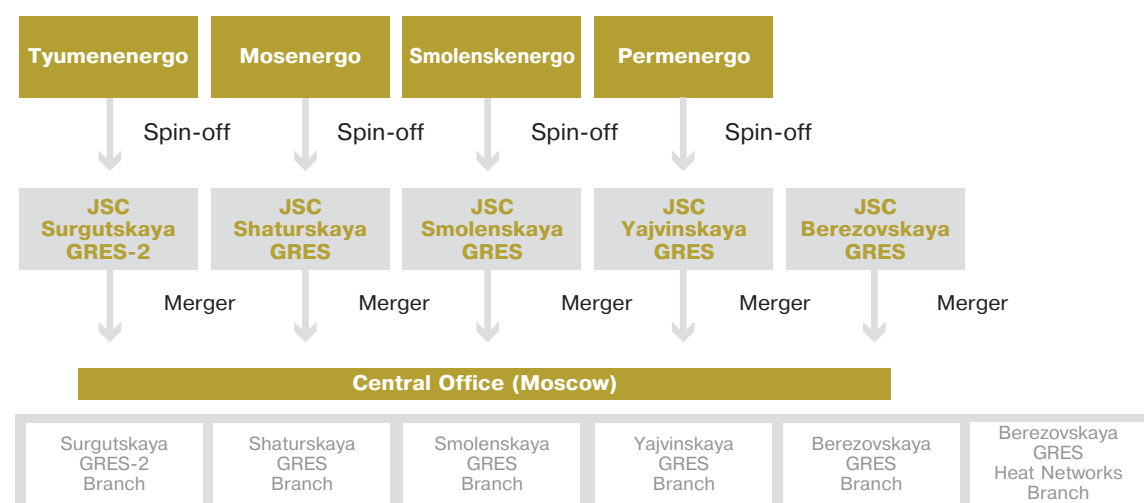 Tyumenenergo
Mosenergo
Smolenskenergo
Permenergo
Spin-off
Spin-off
Spin-off
Spin-off
JSC
Surgutskaya
GRES-2
JSC
Shaturskaya
GRES
JSC
Smolenskaya
GRES
JSC
Yajvinskaya
GRES
JSC
Berezovskaya
GRES
Merger
Merger
Merger
Merger
Merger
Central Office (Moscow)
Surgutskaya
GRES-2
Branch
Shaturskaya
GRES
Branch
Smolenskaya
GRES
Branch
Yajvinskaya
GRES
Branch
Berezovskaya
GRES
Branch
Berezovskaya
GRES
Heat Networks
Branch